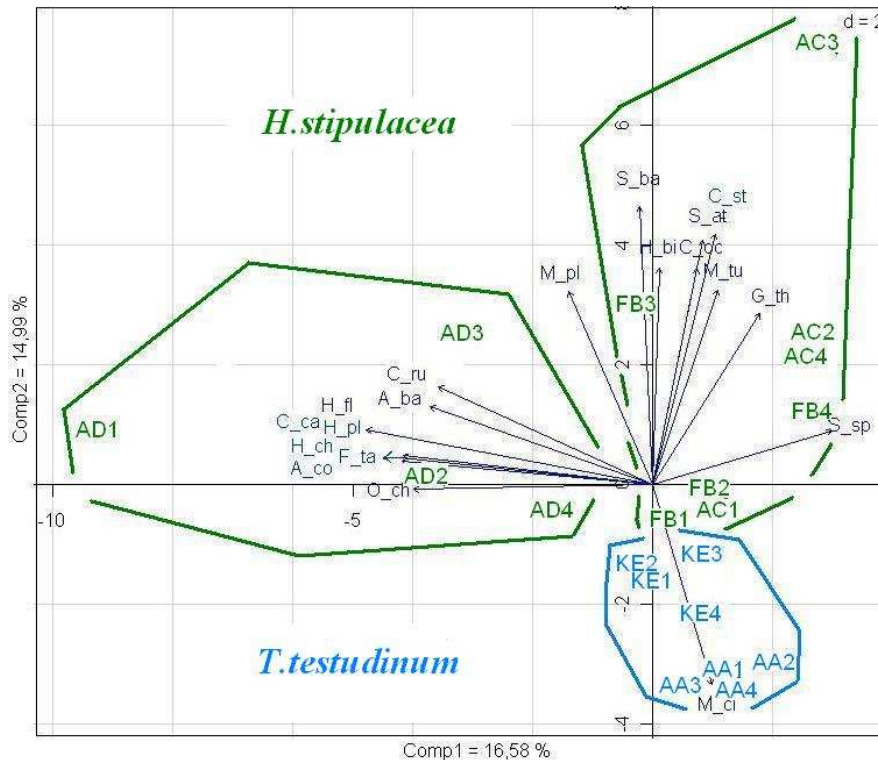 d = 2
AC3
H.stipulacea
6
S_ba
C_st
S_at
4
H_bi
C_oc
M_pl
M_tu
G_th
FB3
AD3
AC2
2
AC4
C_ru
A_ba
H_fl
FB4
AD1
C_ca
H_pl
S_sp
H_ch
F_ta
A_co
AD2
O_ch
0
FB2
-10
-5
AD4
FB1
AC1
KE2
KE3
KE1
-2
KE4
T.testudinum
AA1
AA2
AA3
AA4
M_ci
-4
Comp1 = 16,58 %
Comp2 = 14,99 %